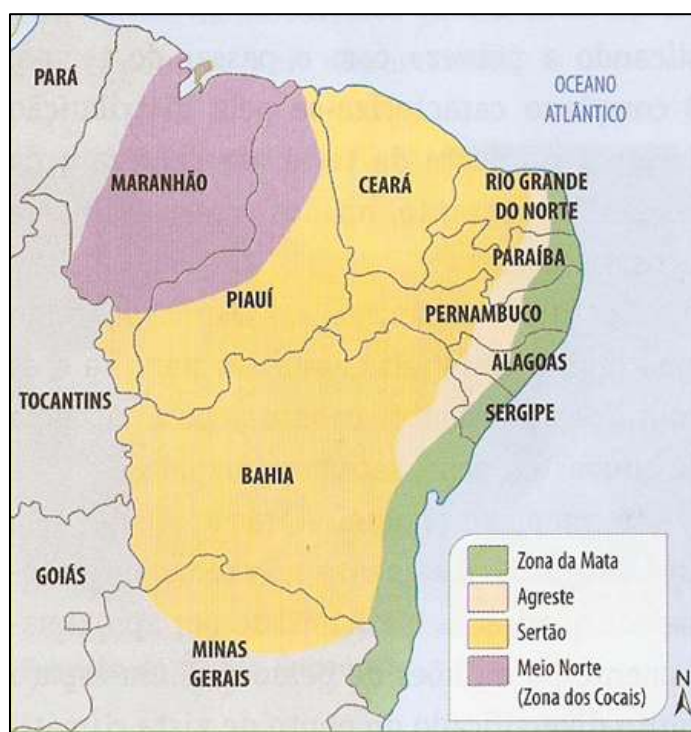 PARÁ
OCEANO
ATLÂNTICO
MARANHÃO
CEARÁ
RIO GRANDE
DO NORTE
PARAÍBA
PIAUÍ
PERNAMBUCO
ALAGOAS
TOCANTINS
SERGIPE
BAHIA
GOIÁS
MINAS
GERAIS
Zona da Mata
Agreste
Sertão
Meio Norte
(Zona dos Cocais)
N